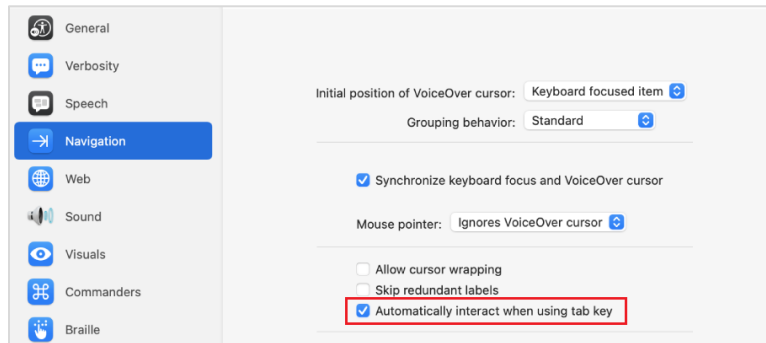 General
Verbosity
Speech
Navigation
Web
Sound
Visuals
Commanders
Braille
Initial position of VoiceOver cursor: Keyboard focused item
Grouping behavior: Standard
Synchronize keyboard focus and VoiceOver cursor
Mouse pointer: Ignores VoiceOver cursor
Allow cursor wrapping
Skip redundant labels
Automatically interact when using tab key